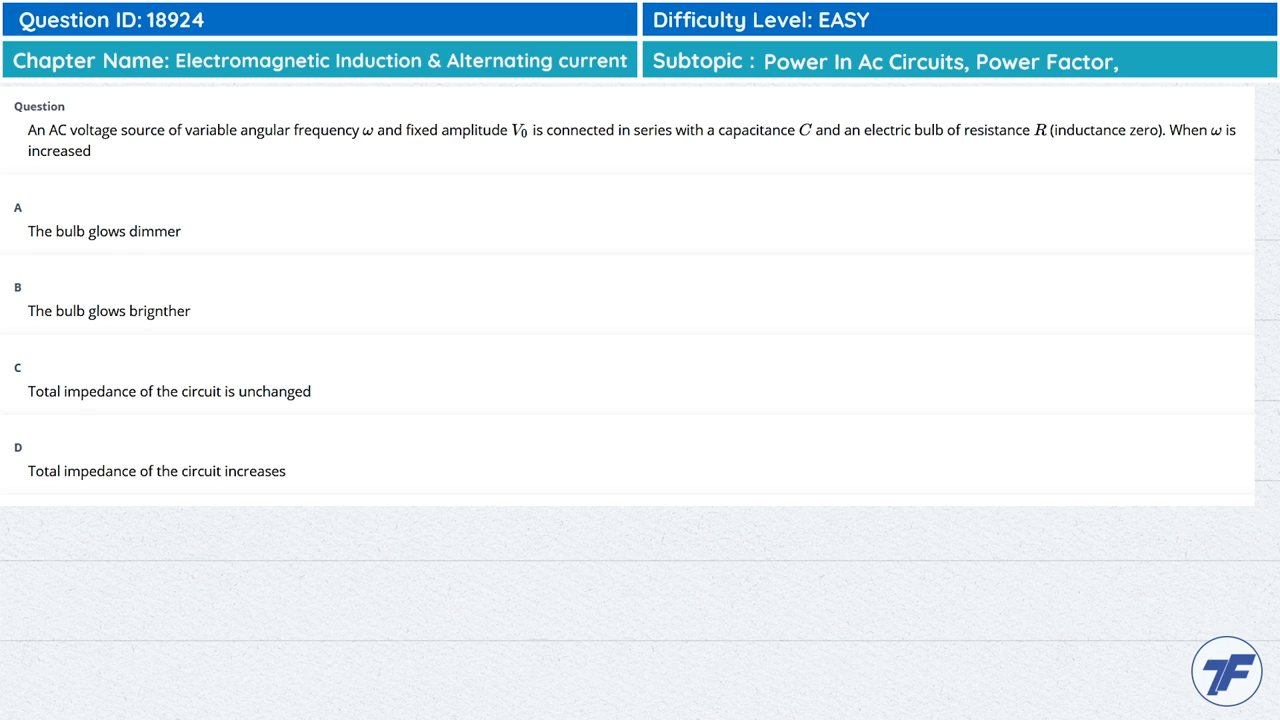 Question ID: 18924
Difficulty Level: EASY
Chapter Name: Electromagnetic Induction & Alternating current
Subtopic : Power In Ac Circuits, Power Factor,
Question
An AC voltage source of variable angular frequency ω and fixed amplitude V₀ is connected in series with a capacitance C and an electric bulb of resistance R (inductance zero). When ω is
increased
A
The bulb glows dimmer
B
The bulb glows brignther
C
Total impedance of the circuit is unchanged
D
Total impedance of the circuit increases
TF